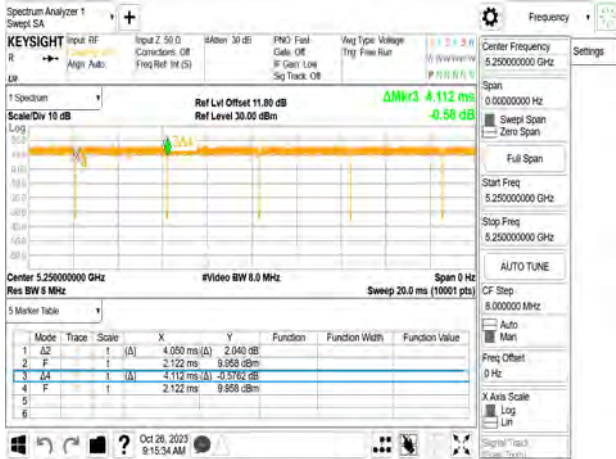 Spectrum Analyzer 1
Swept SA
+
Frequency
KEYSIGHT
Input: RF
Input Z: 50 Ω
#Atten: 30 dB
PNO: Fast
Avg Type: Voltage
Align: Auto
Corrections: Off
Gate: Off
Trig: Free Run
Freq Ref: Int (S)
IF Gain: Low
Sig Track: Off
Center Frequency
5.250000000 GHz
Settings
Span
0.00000000 Hz
Swept Span
Zero Span
Full Span
Start Freq
5.250000000 GHz
Stop Freq
5.250000000 GHz
AUTO TUNE
CF Step
8.000000 MHz
Auto
Man
Freq Offset
0 Hz
X Axis Scale
Log
Lin
Signal Track
1 Spectrum
Scale/Div 10 dB
Ref Lvl Offset 11.80 dB
Ref Level 30.00 dBm
ΔMkr3 4.112 ms
-0.58 dB
Log
3Δ4
Center 5.250000000 GHz
#Video BW 8.0 MHz
Span 0 Hz
Res BW 8 MHz
Sweep 20.0 ms (10001 pts)
5 Marker Table
Mode Trace Scale X Y Function Function Width Function Value
1 Δ2 t (Δ) 4.050 ms (Δ) 2.040 dB
2 F t 2.122 ms 9.958 dBm
3 Δ4 t (Δ) 4.112 ms (Δ) -0.5762 dB
4 F t 2.122 ms 9.958 dBm
5
6
?
Oct 26, 2023
9:15:34 AM